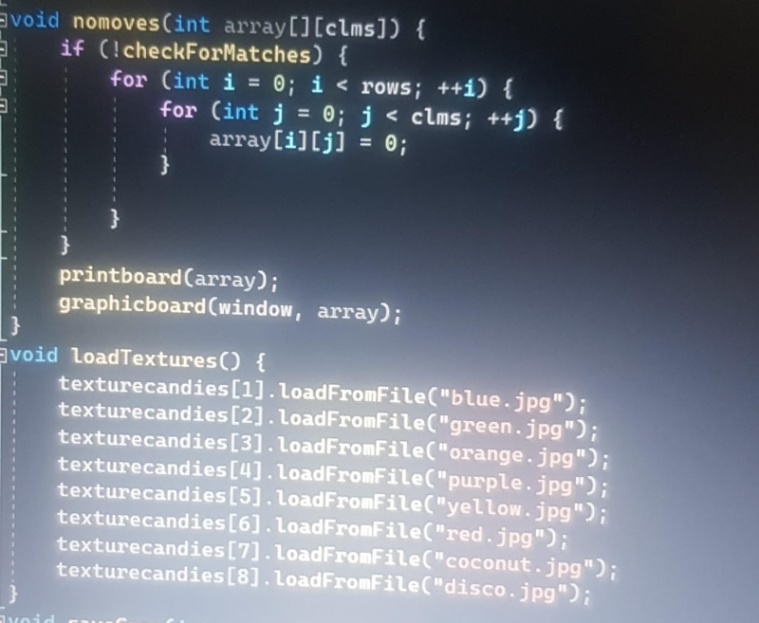 void nomoves(int array[][clms]) {
    if (!checkForMatches) {
        for (int i = 0; i < rows; ++i) {
            for (int j = 0; j < clms; ++j) {
                array[i][j] = 0;
            }
        }
    }
    printboard(array);
    graphicboard(window, array);
}
void loadTextures() {
    texturecandies[1].loadFromFile("blue.jpg");
    texturecandies[2].loadFromFile("green.jpg");
    texturecandies[3].loadFromFile("orange.jpg");
    texturecandies[4].loadFromFile("purple.jpg");
    texturecandies[5].loadFromFile("yellow.jpg");
    texturecandies[6].loadFromFile("red.jpg");
    texturecandies[7].loadFromFile("coconut.jpg");
    texturecandies[8].loadFromFile("disco.jpg");
}
void